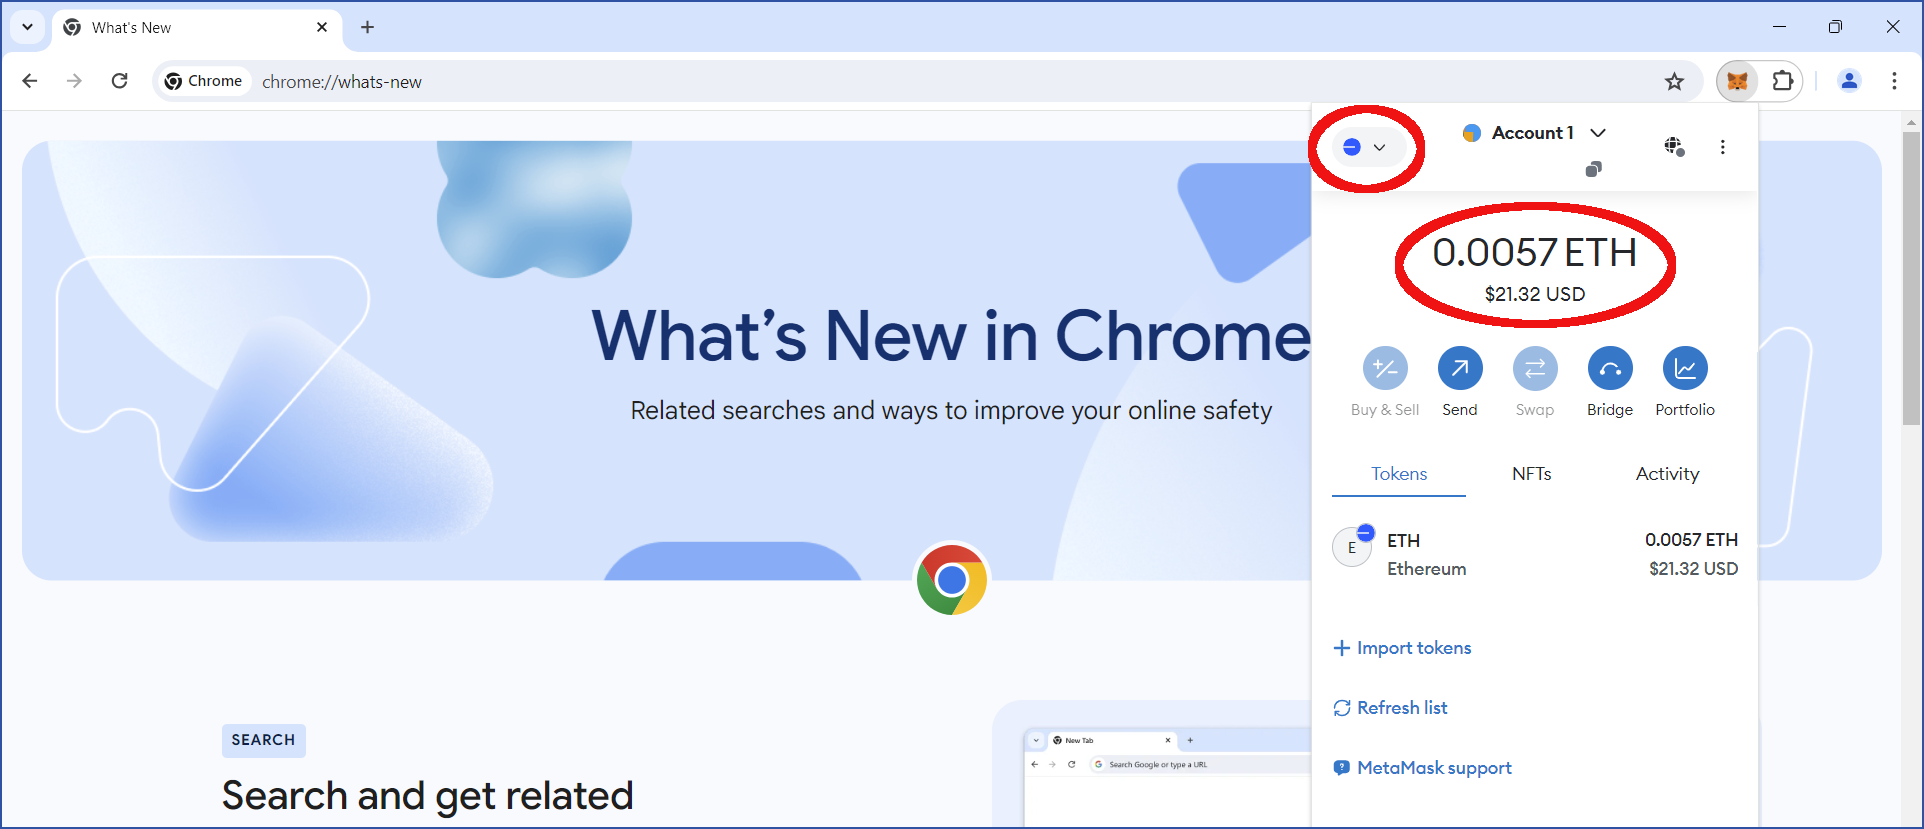 What's New
Chrome
chrome://whats-new
Account 1
0.0057 ETH
$21.32 USD
Buy & Sell
Send
Swap
Bridge
Portfolio
Tokens
NFTs
Activity
E
ETH
0.0057 ETH
Ethereum
$21.32 USD
+ Import tokens
Refresh list
MetaMask support
What’s New in Chrome
Related searches and ways to improve your online safety
SEARCH
Search and get related
New Tab
Search Google or type a URL